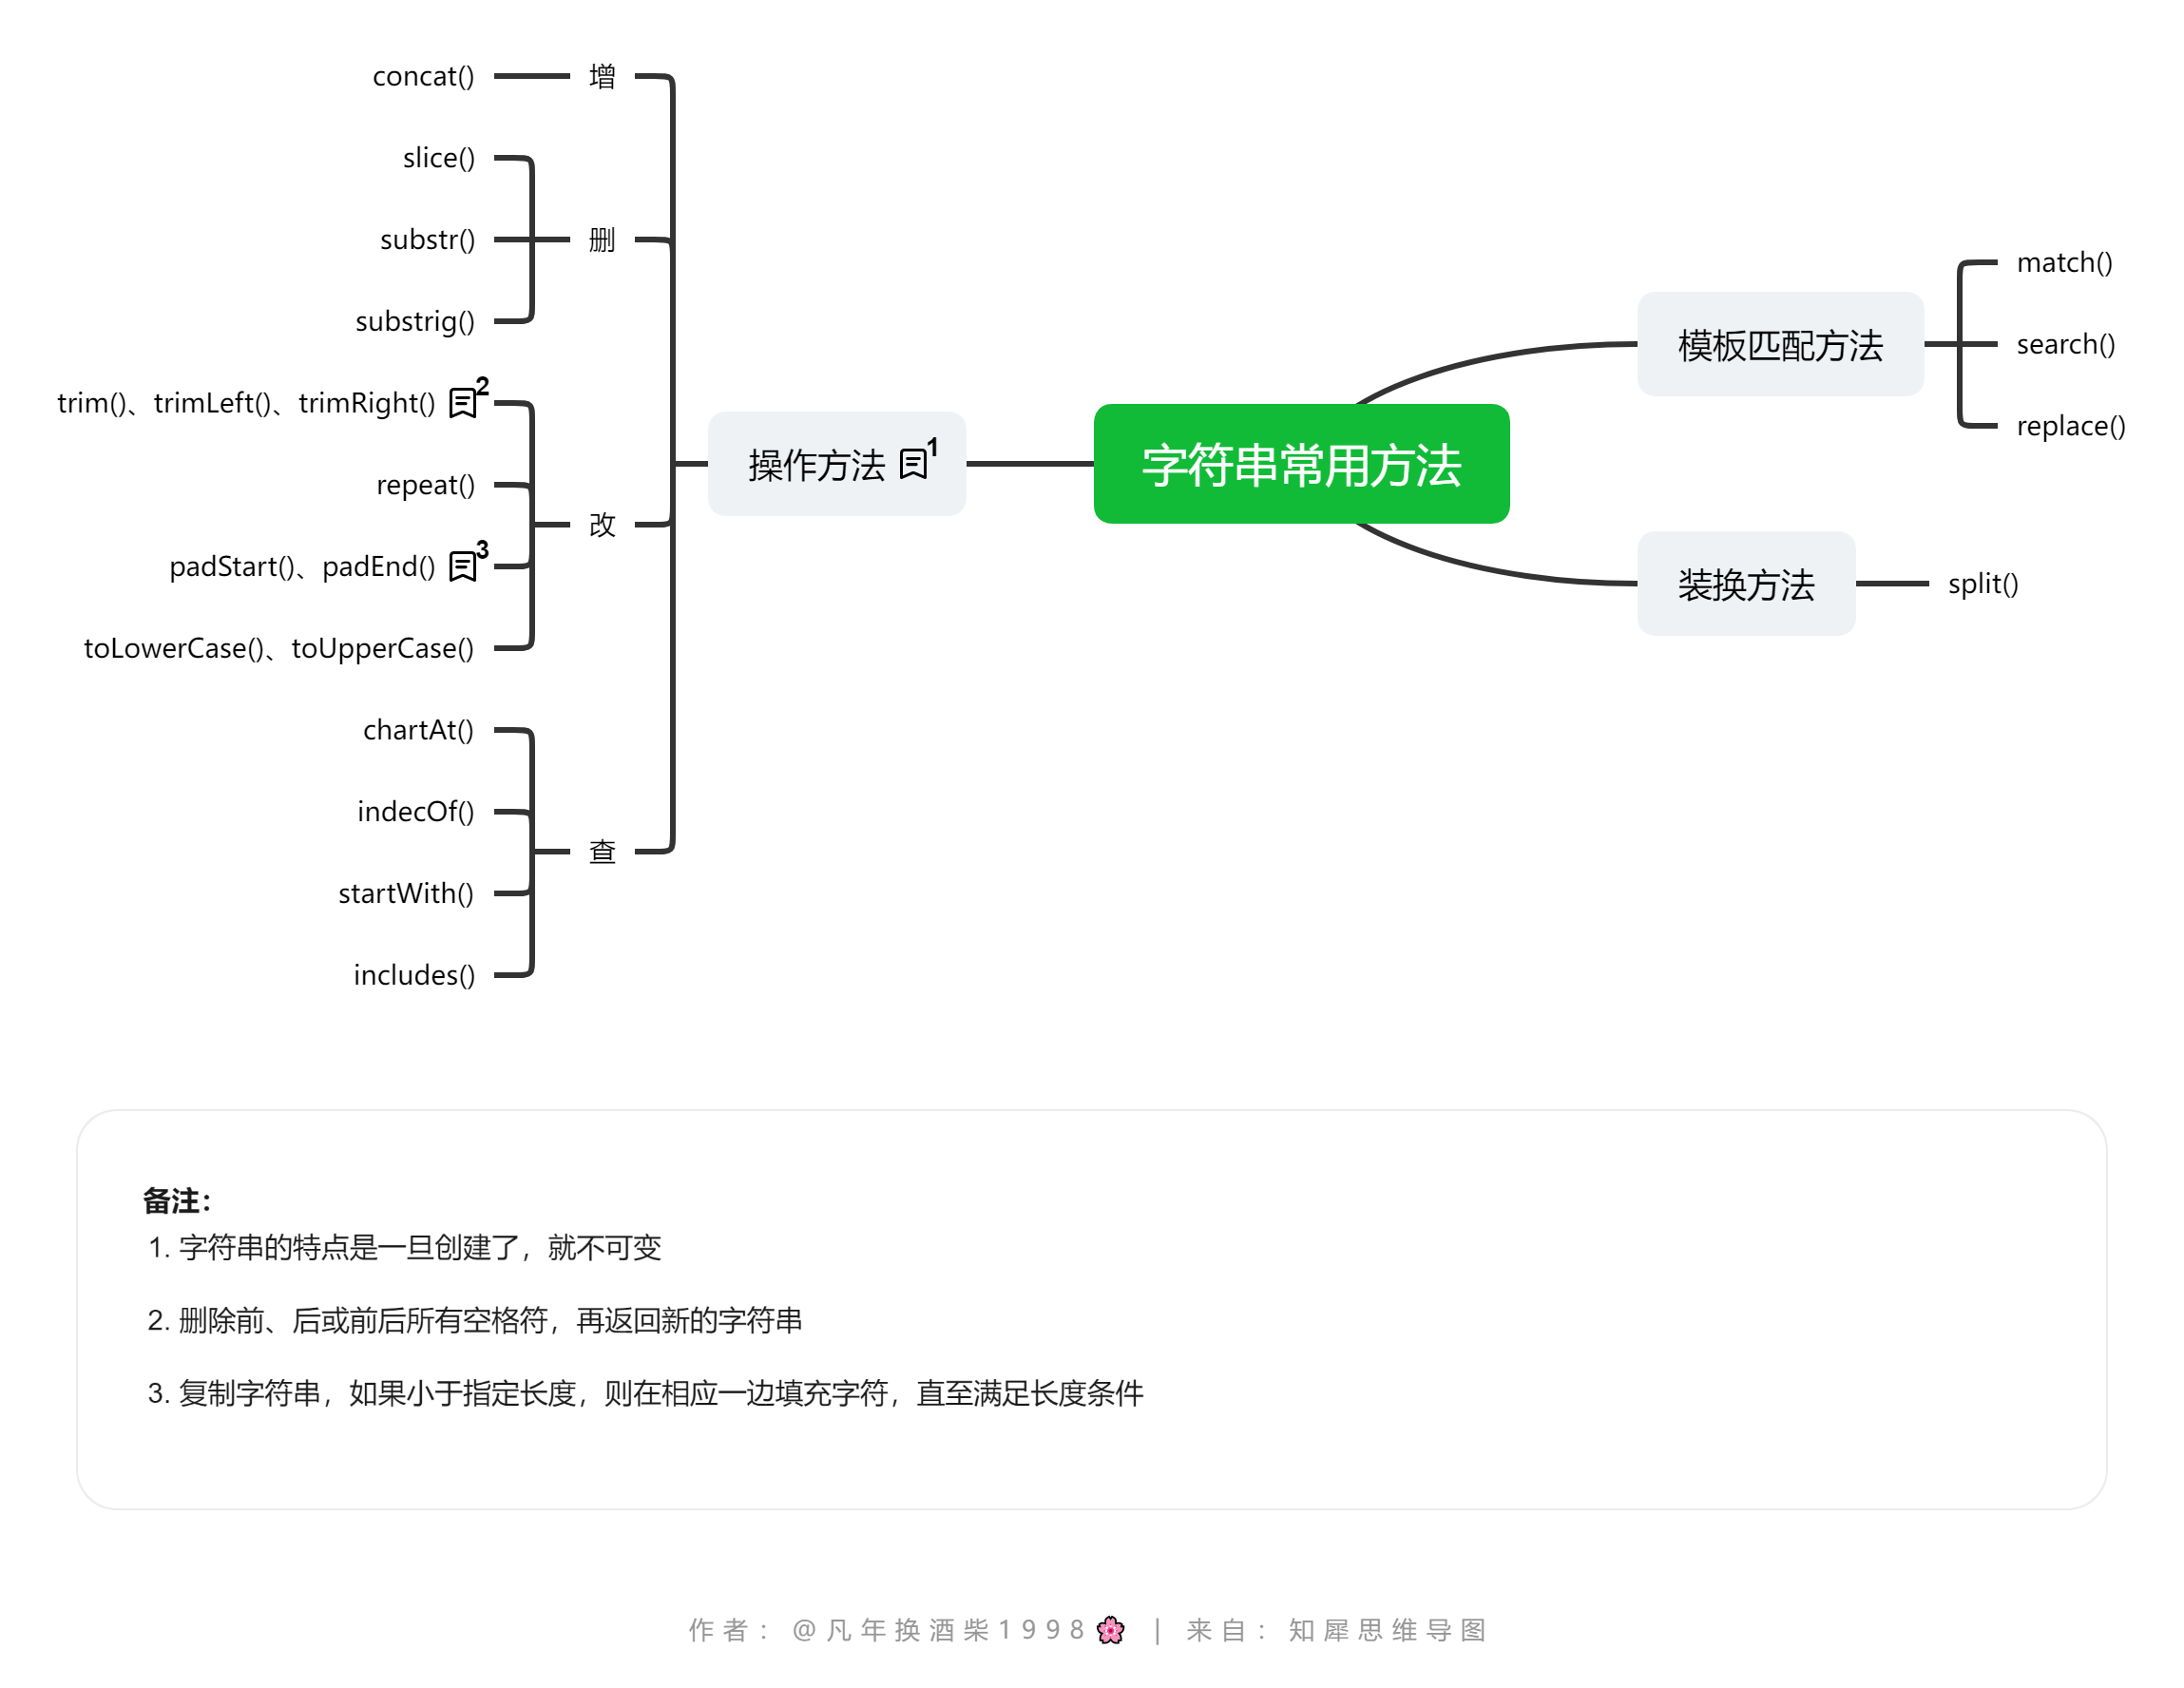 字符串常用方法
操作方法 1
增
concat()
删
slice()
substr()
substrig()
改
trim()、trimLeft()、trimRight() 2
repeat()
padStart()、padEnd() 3
toLowerCase()、toUpperCase()
查
chartAt()
indecOf()
startWith()
includes()
模板匹配方法
match()
search()
replace()
装换方法
split()
备注：
1. 字符串的特点是一旦创建了，就不可变
2. 删除前、后或前后所有空格符，再返回新的字符串
3. 复制字符串，如果小于指定长度，则在相应一边填充字符，直至满足长度条件
作者：@凡年换酒柴1998🌸 | 来自：知犀思维导图